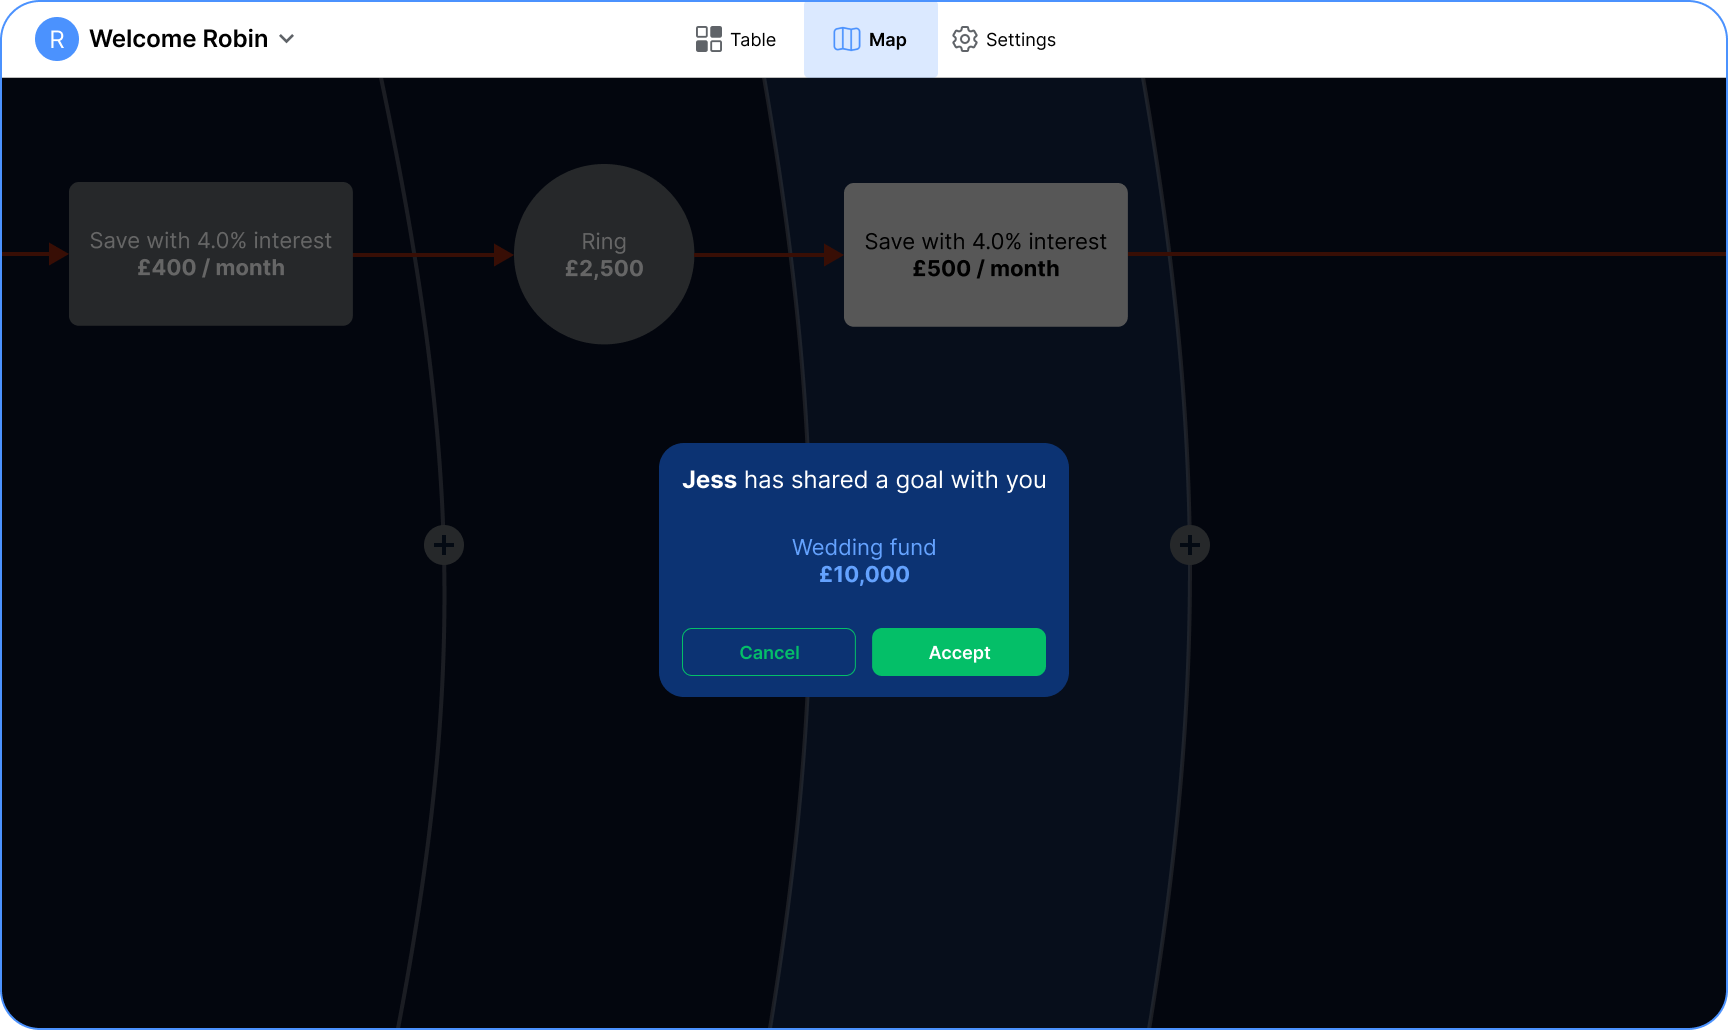 R
Welcome Robin
Table
Map
Settings
Save with 4.0% interest
£400 / month
Ring
£2,500
Save with 4.0% interest
£500 / month
Jess has shared a goal with you
Wedding fund
£10,000
Cancel
Accept